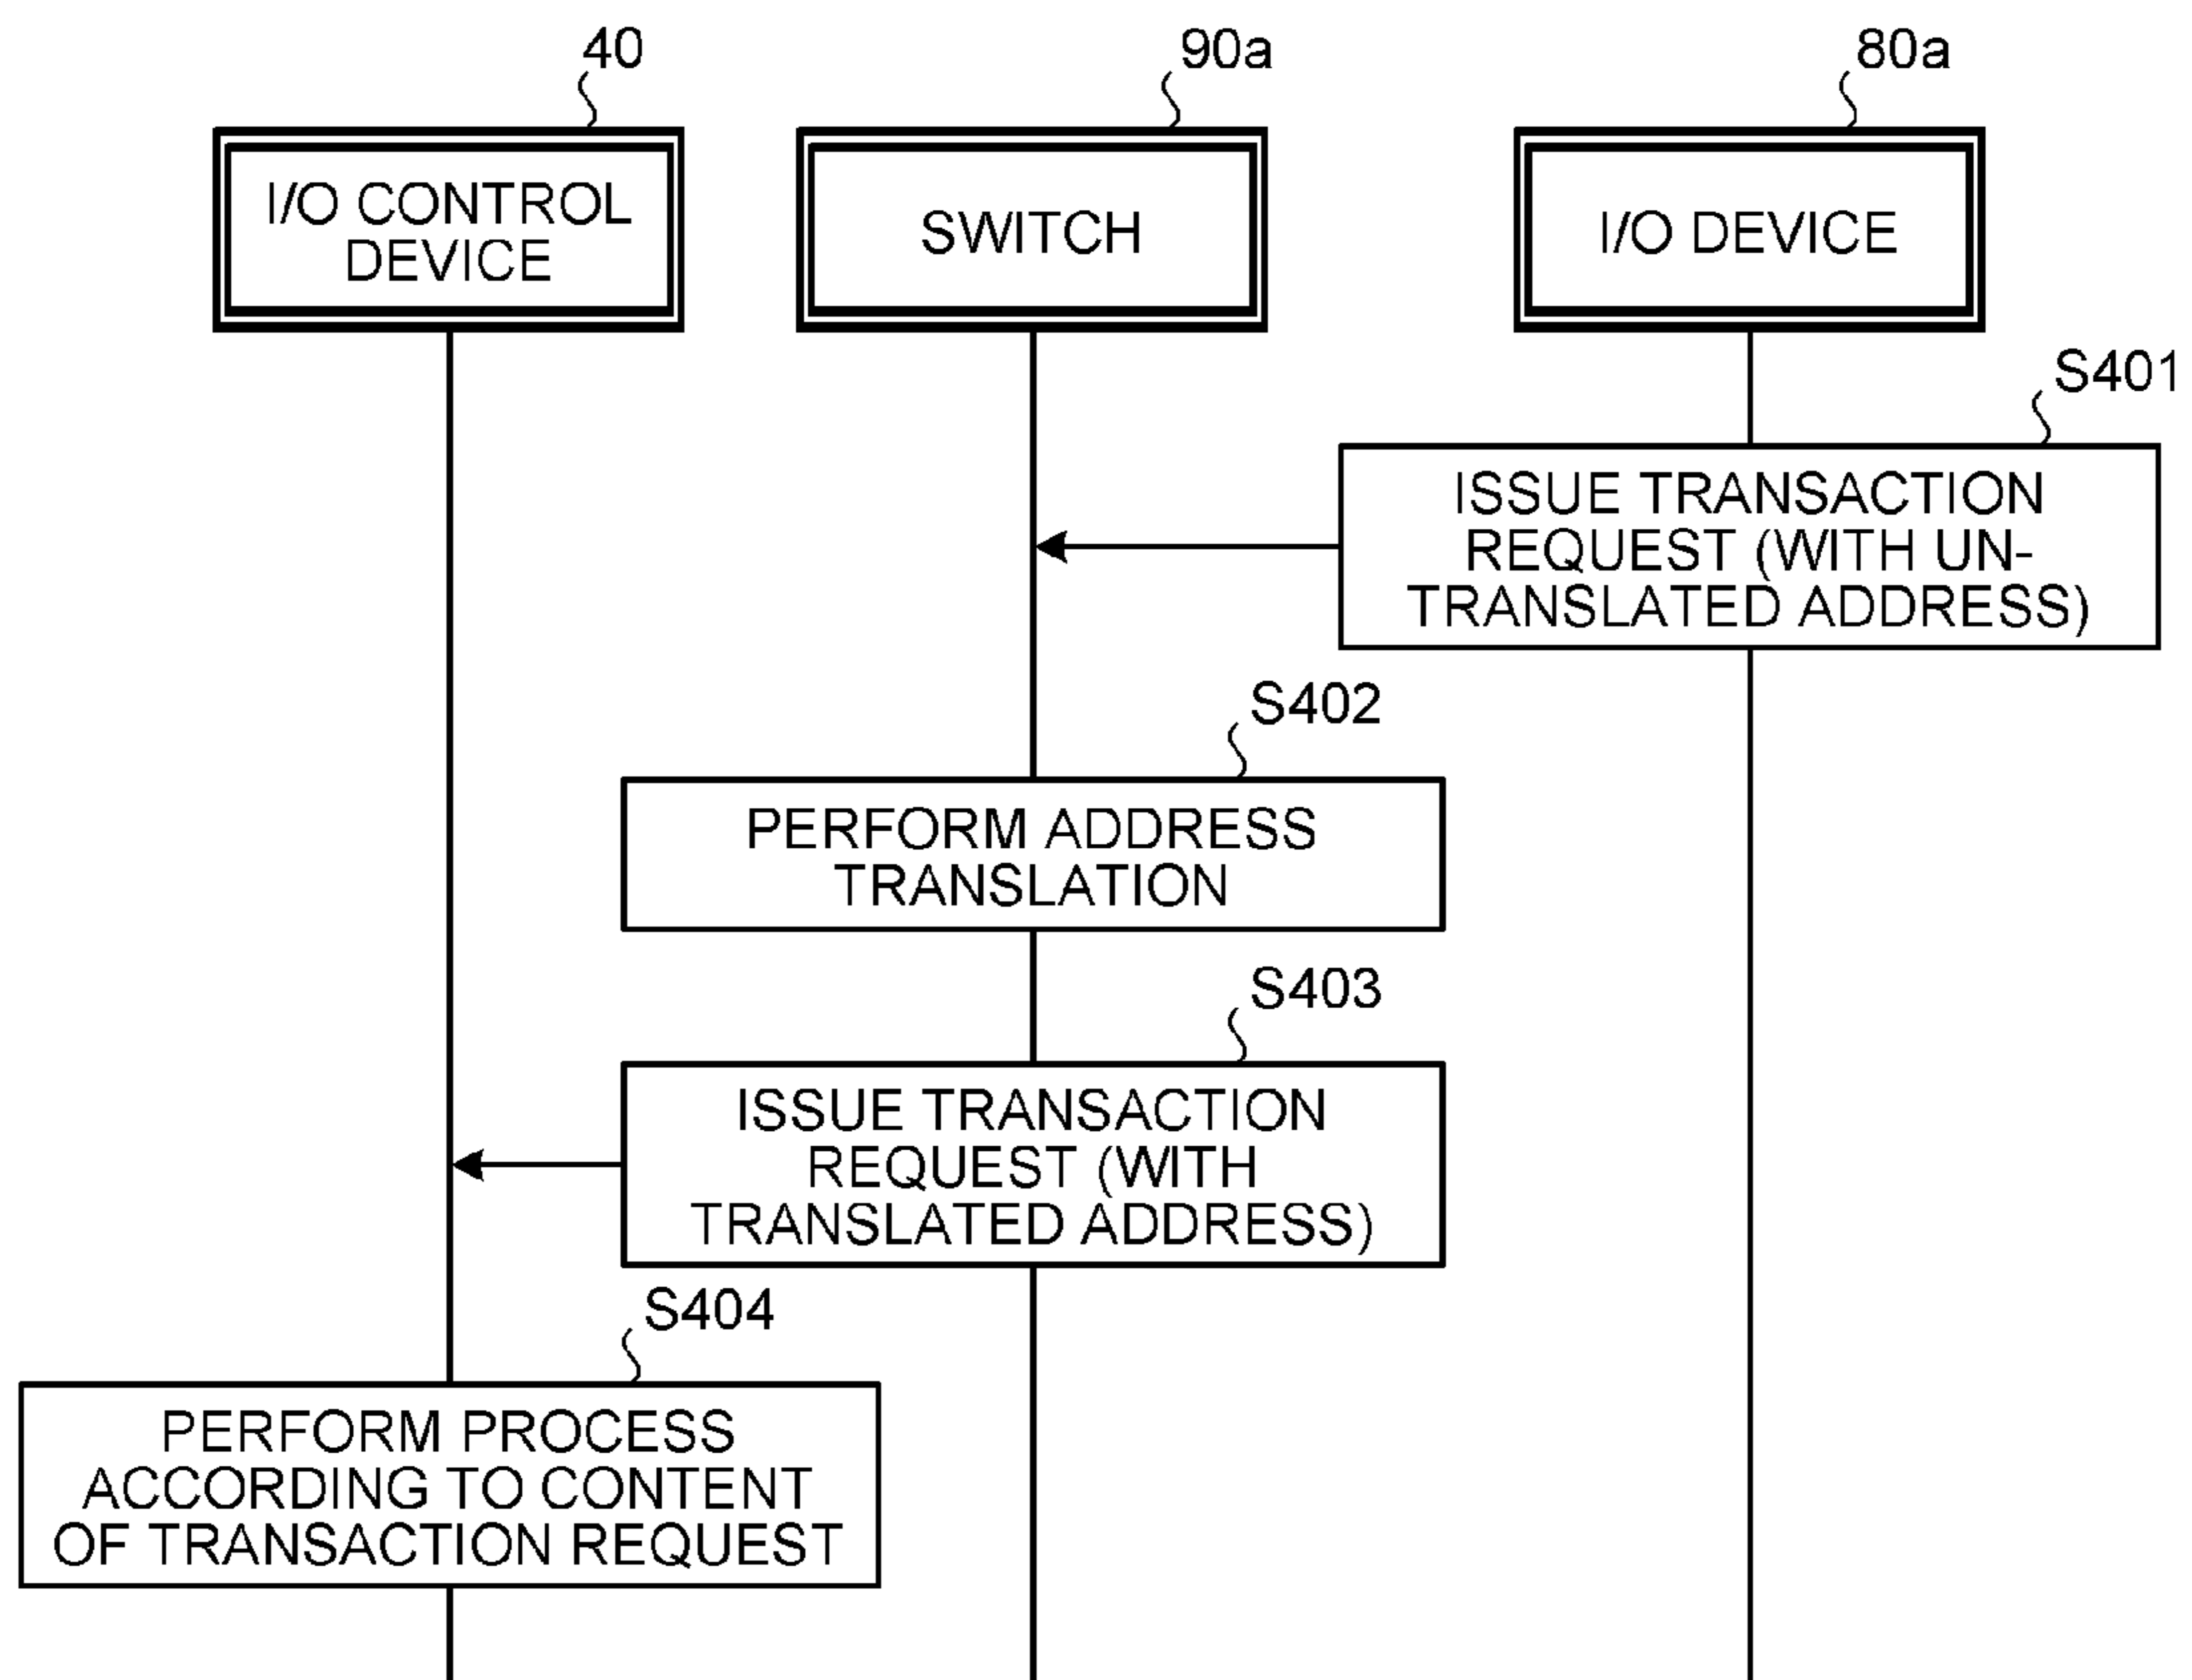 40
90a
80a
I/O CONTROL
DEVICE
SWITCH
I/O DEVICE
S401
ISSUE TRANSACTION
REQUEST (WITH UN-
TRANSLATED ADDRESS)
S402
PERFORM ADDRESS
TRANSLATION
S403
ISSUE TRANSACTION
REQUEST (WITH
TRANSLATED ADDRESS)
S404
PERFORM PROCESS
ACCORDING TO CONTENT
OF TRANSACTION REQUEST